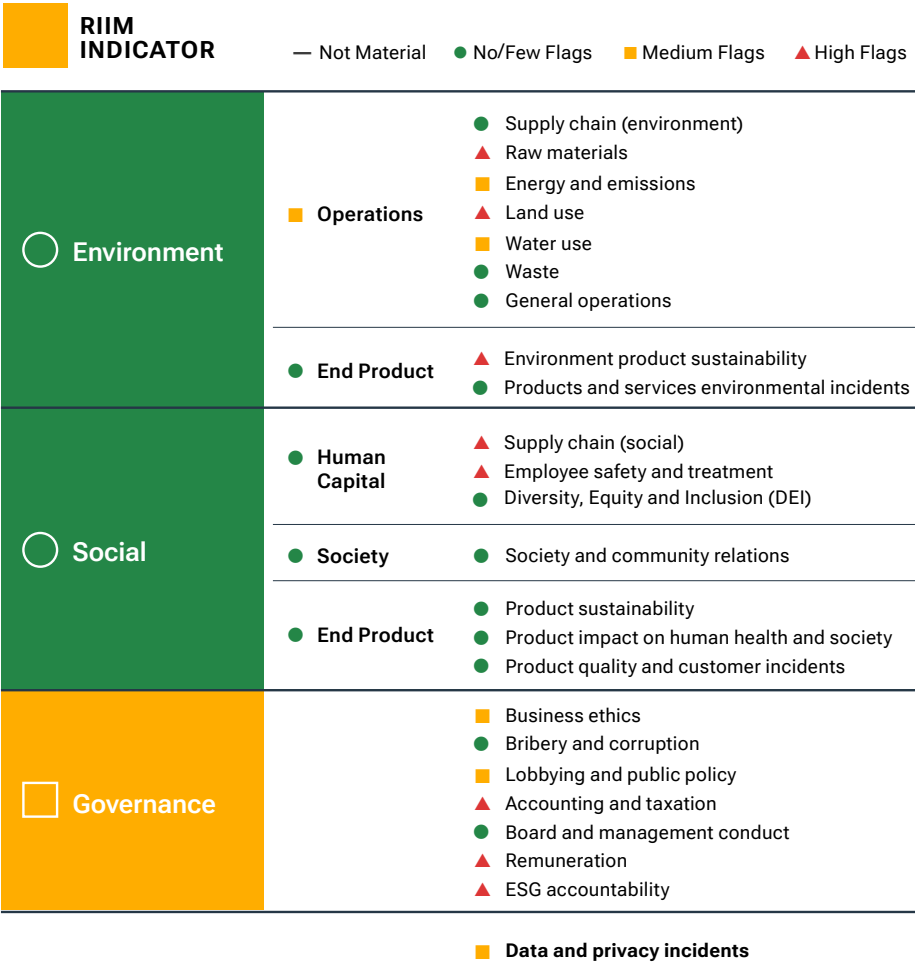 RIIM
INDICATOR
Not Material
No/Few Flags
Medium Flags
High Flags
Environment
Operations
Supply chain (environment)
Raw materials
Energy and emissions
Land use
Water use
Waste
General operations
End Product
Environment product sustainability
Products and services environmental incidents
Social
Human
Capital
Supply chain (social)
Employee safety and treatment
Diversity, Equity and Inclusion (DEI)
Society
Society and community relations
End Product
Product sustainability
Product impact on human health and society
Product quality and customer incidents
Governance
Business ethics
Bribery and corruption
Lobbying and public policy
Accounting and taxation
Board and management conduct
Remuneration
ESG accountability
Data and privacy incidents